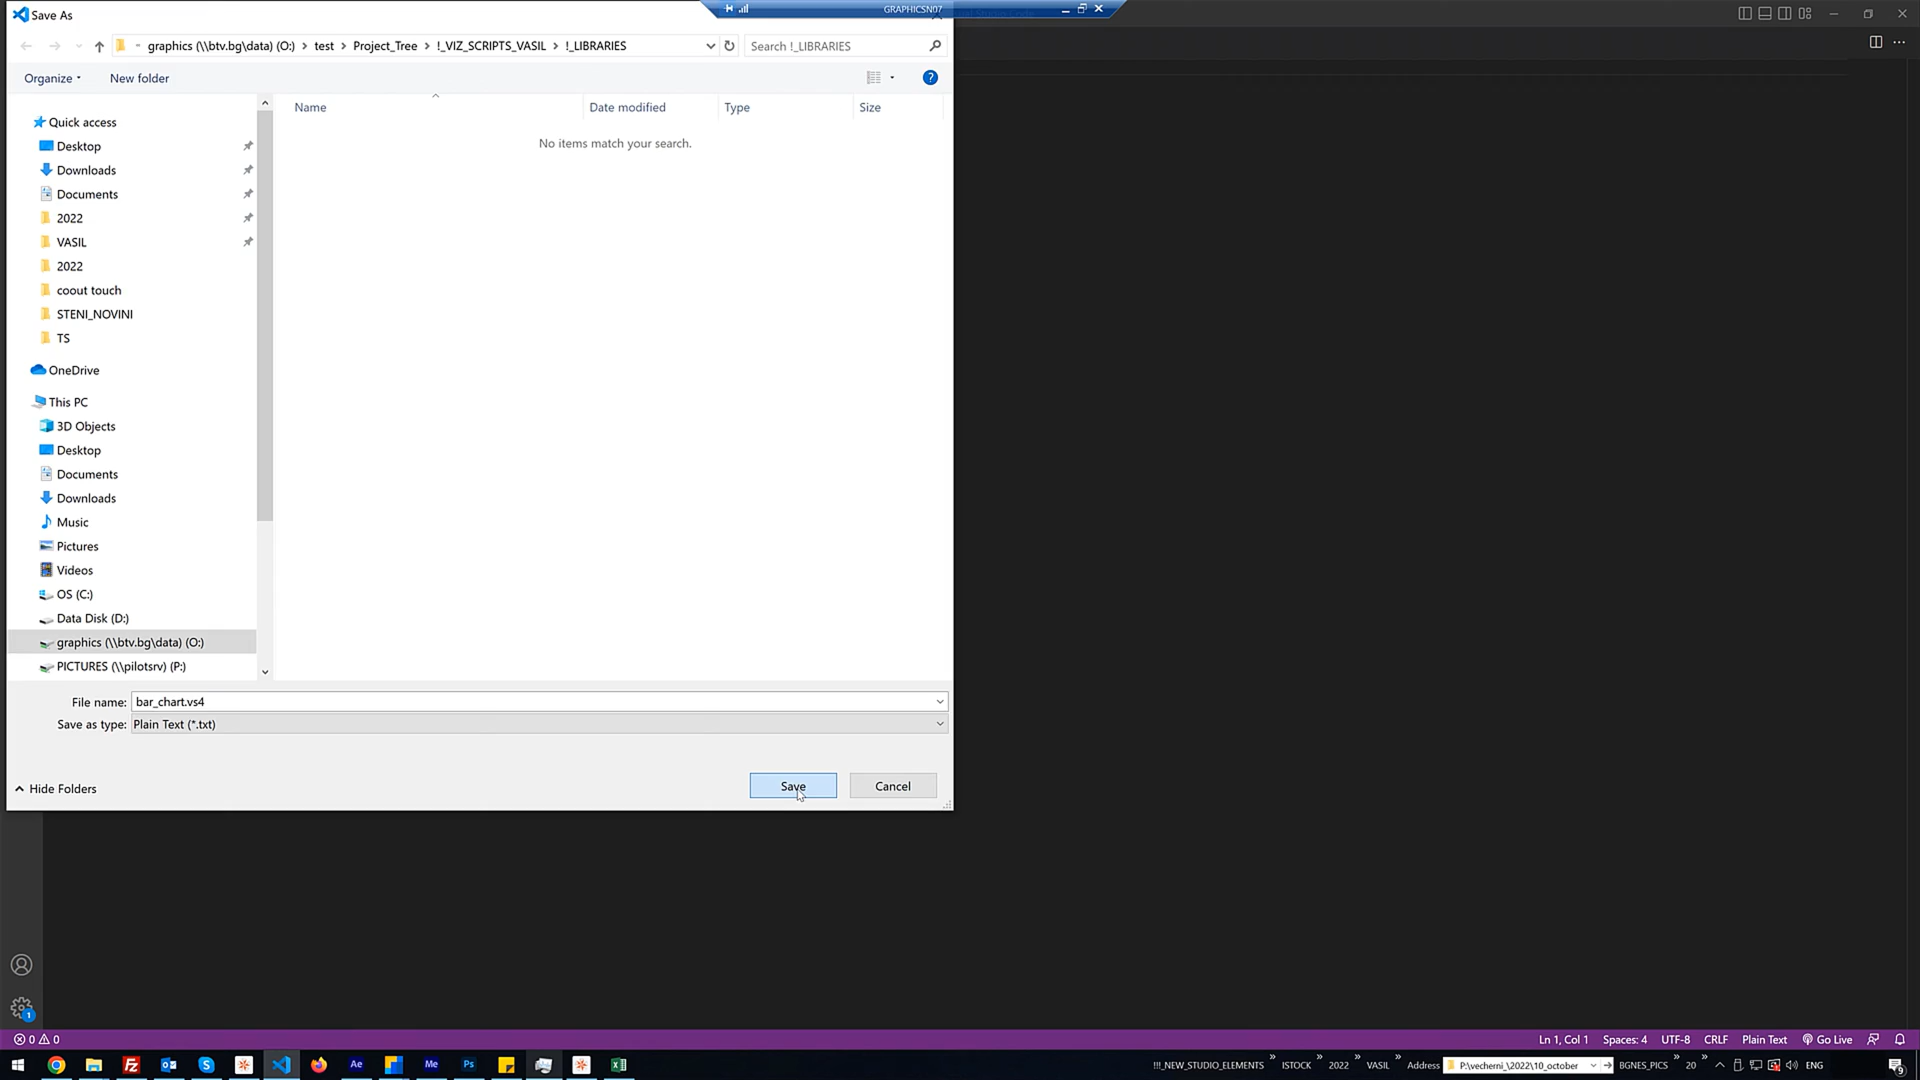 Save As
GRAPHICSN07
graphics (\\btv.bg\data) (O:) › test › Project_Tree › !_VIZ_SCRIPTS_VASIL › !_LIBRARIES
Search !_LIBRARIES
Organize
New folder
?
Name
Date modified
Type
Size
No items match your search.
Quick access
Desktop
Downloads
Documents
2022
VASIL
2022
coout touch
STENI_NOVINI
TS
OneDrive
This PC
3D Objects
Desktop
Documents
Downloads
Music
Pictures
Videos
OS (C:)
Data Disk (D:)
graphics (\\btv.bg\data) (O:)
PICTURES (\\pilotsrv) (P:)
File name: bar_chart.vs4
Save as type: Plain Text (*.txt)
Hide Folders
Save
Cancel
1
0 0
Ln 1, Col 1
Spaces: 4
UTF-8
CRLF
Plain Text
Go Live
Ae
Me
Ps
!!!_NEW_STUDIO_ELEMENTS
ISTOCK
2022
VASIL
Address
P:\vecherni_\2022\10_october
BGNES_PICS
20
ENG
9